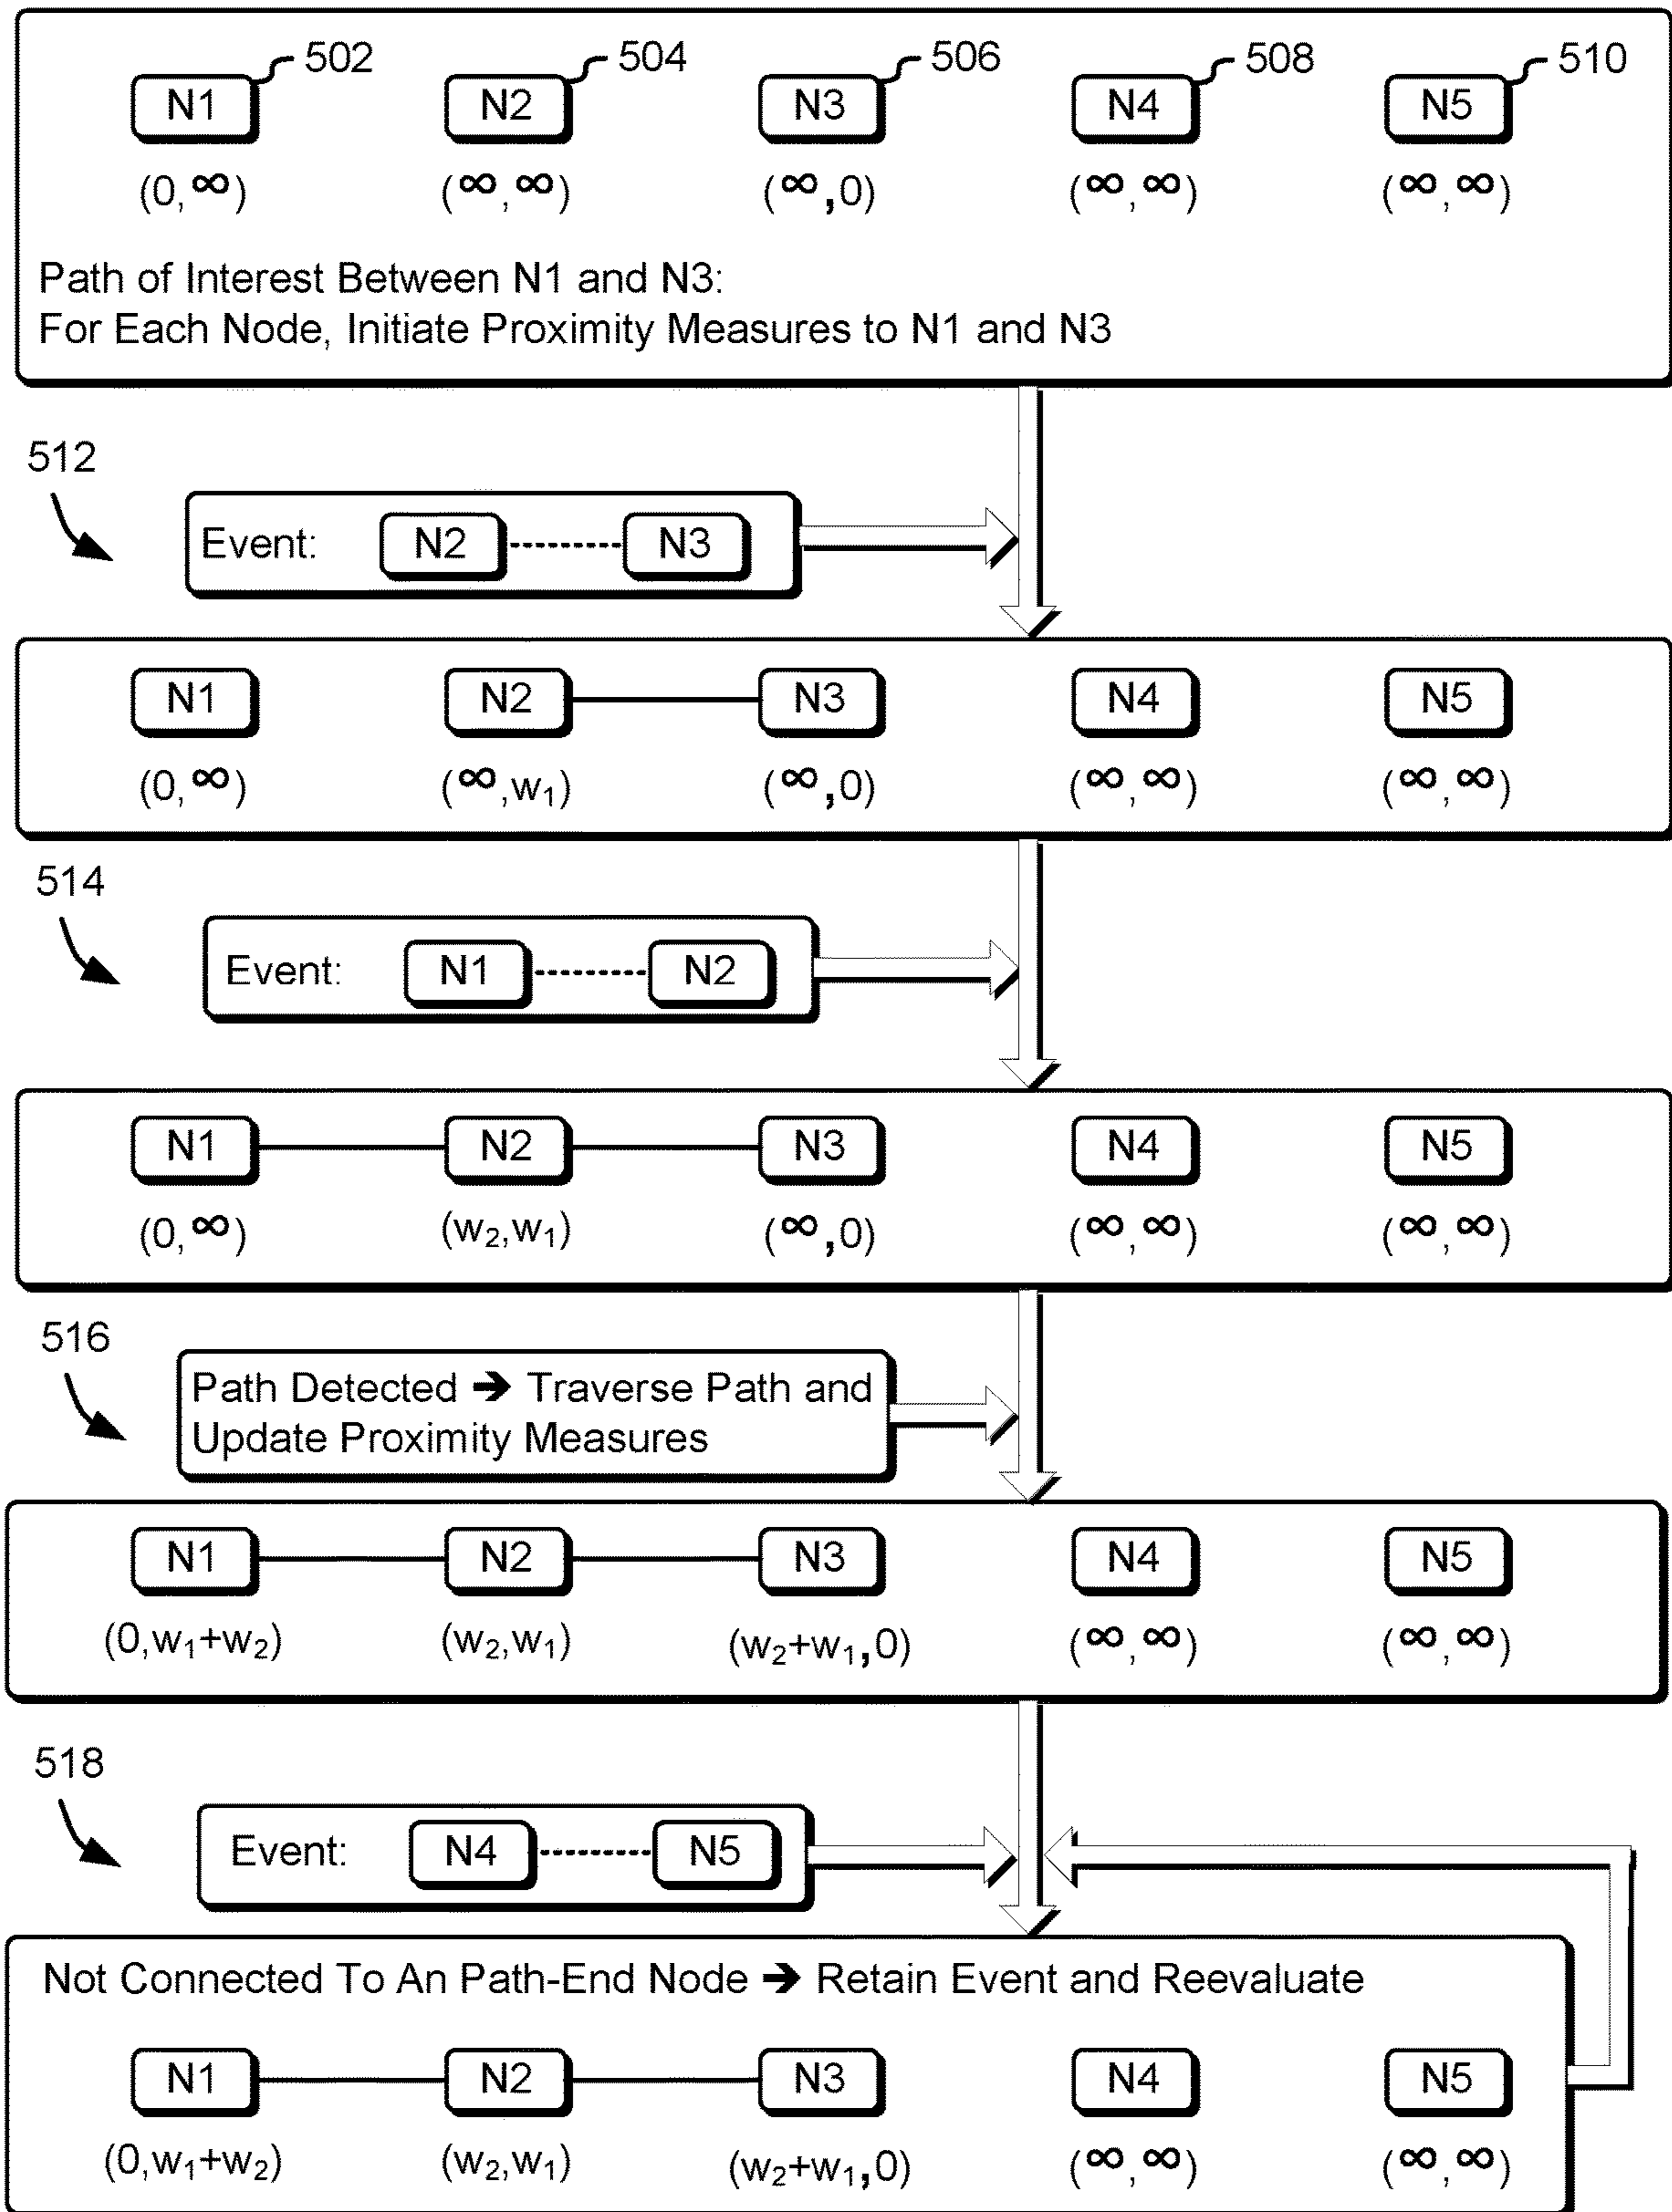 502 504 506 508 510
N1 N2 N3 N4 N5
(0,∞) (∞,∞) (∞,0) (∞,∞) (∞,∞)
Path of Interest Between N1 and N3:
For Each Node, Initiate Proximity Measures to N1 and N3
512
Event: N2 N3
N1 N2 N3 N4 N5
(0,∞) (∞,w₁) (∞,0) (∞,∞) (∞,∞)
514
Event: N1 N2
N1 N2 N3 N4 N5
(0,∞) (w₂,w₁) (∞,0) (∞,∞) (∞,∞)
516
Path Detected ➔ Traverse Path and
Update Proximity Measures
N1 N2 N3 N4 N5
(0,w₁+w₂) (w₂,w₁) (w₂+w₁,0) (∞,∞) (∞,∞)
518
Event: N4 N5
Not Connected To An Path-End Node ➔ Retain Event and Reevaluate
N1 N2 N3 N4 N5
(0,w₁+w₂) (w₂,w₁) (w₂+w₁,0) (∞,∞) (∞,∞)